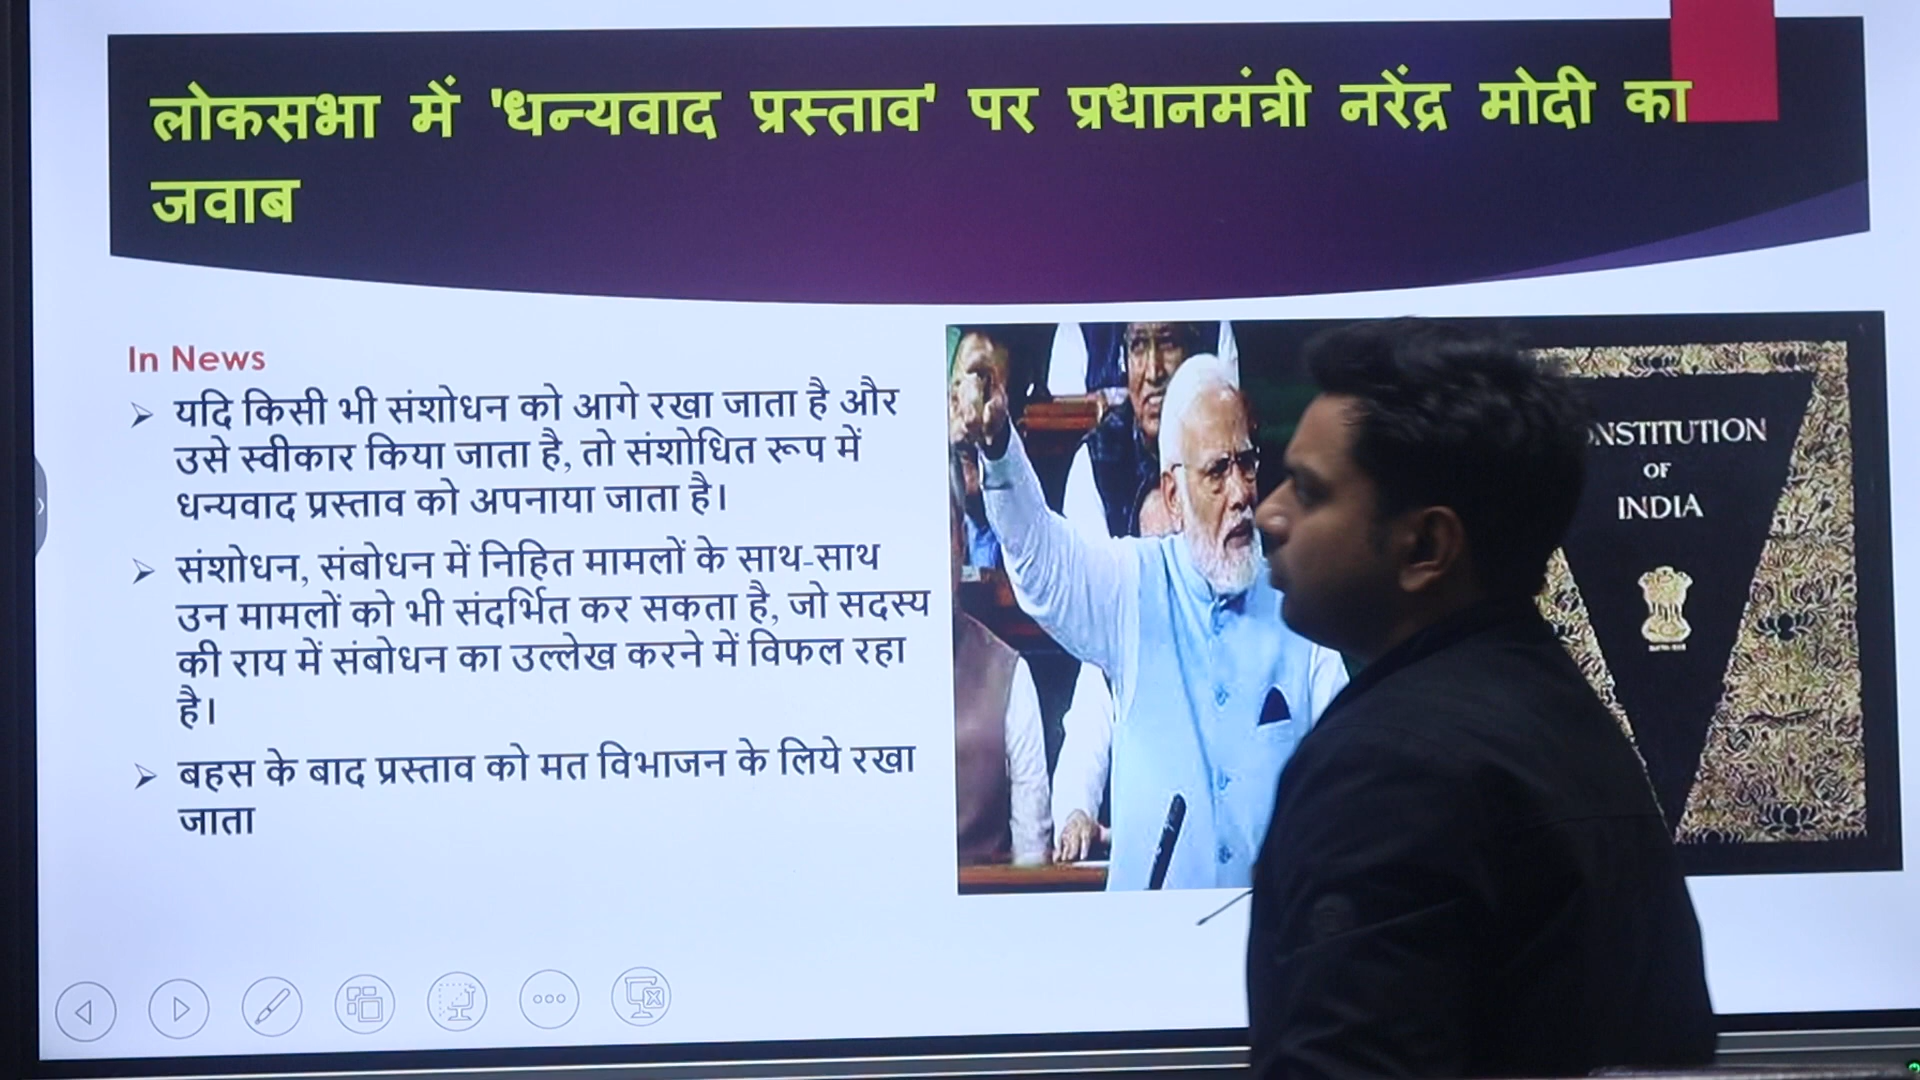 लोकसभा में 'धन्यवाद प्रस्ताव' पर प्रधानमंत्री नरेंद्र मोदी का
जवाब
In News
यदि किसी भी संशोधन को आगे रखा जाता है और
उसे स्वीकार किया जाता है, तो संशोधित रूप में
धन्यवाद प्रस्ताव को अपनाया जाता है।
संशोधन, संबोधन में निहित मामलों के साथ-साथ
उन मामलों को भी संदर्भित कर सकता है, जो सदस्य
की राय में संबोधन का उल्लेख करने में विफल रहा
है।
बहस के बाद प्रस्ताव को मत विभाजन के लिये रखा
जाता
NSTITUTION
OF
INDIA